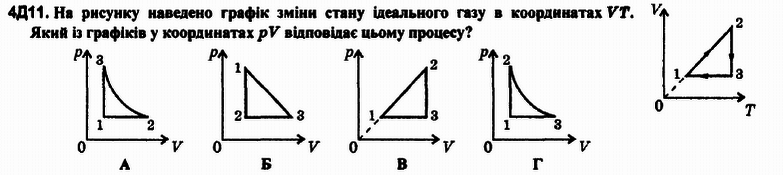 4Д11. На рисунку наведено графік зміни стану ідеального газу в координатах VT.
Який із графіків у координатах pV відповідає цьому процесу?
p 3 1 2 0 V
А
p 1 2 3 0 V
Б
p 2 1 3 0 V
В
p 2 1 3 0 V
Г
V 2 1 3 0 T